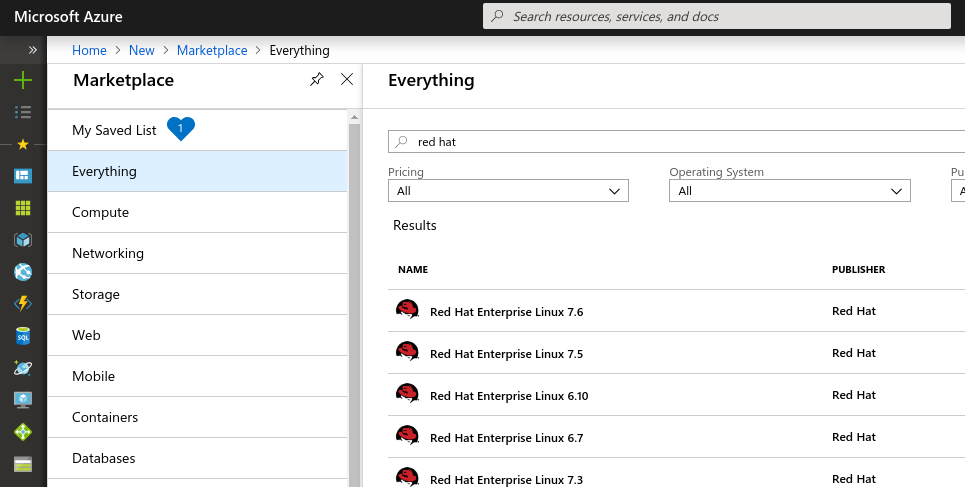 Microsoft Azure
Search resources, services, and docs
Home > New > Marketplace > Everything
Marketplace
My Saved List 1
Everything
Compute
Networking
Storage
Web
Mobile
Containers
Databases
SQL
Everything
red hat
Pricing
All
Operating System
All
Pu
A
Results
NAME PUBLISHER
Red Hat Enterprise Linux 7.6 Red Hat
Red Hat Enterprise Linux 7.5 Red Hat
Red Hat Enterprise Linux 6.10 Red Hat
Red Hat Enterprise Linux 6.7 Red Hat
Red Hat Enterprise Linux 7.3 Red Hat